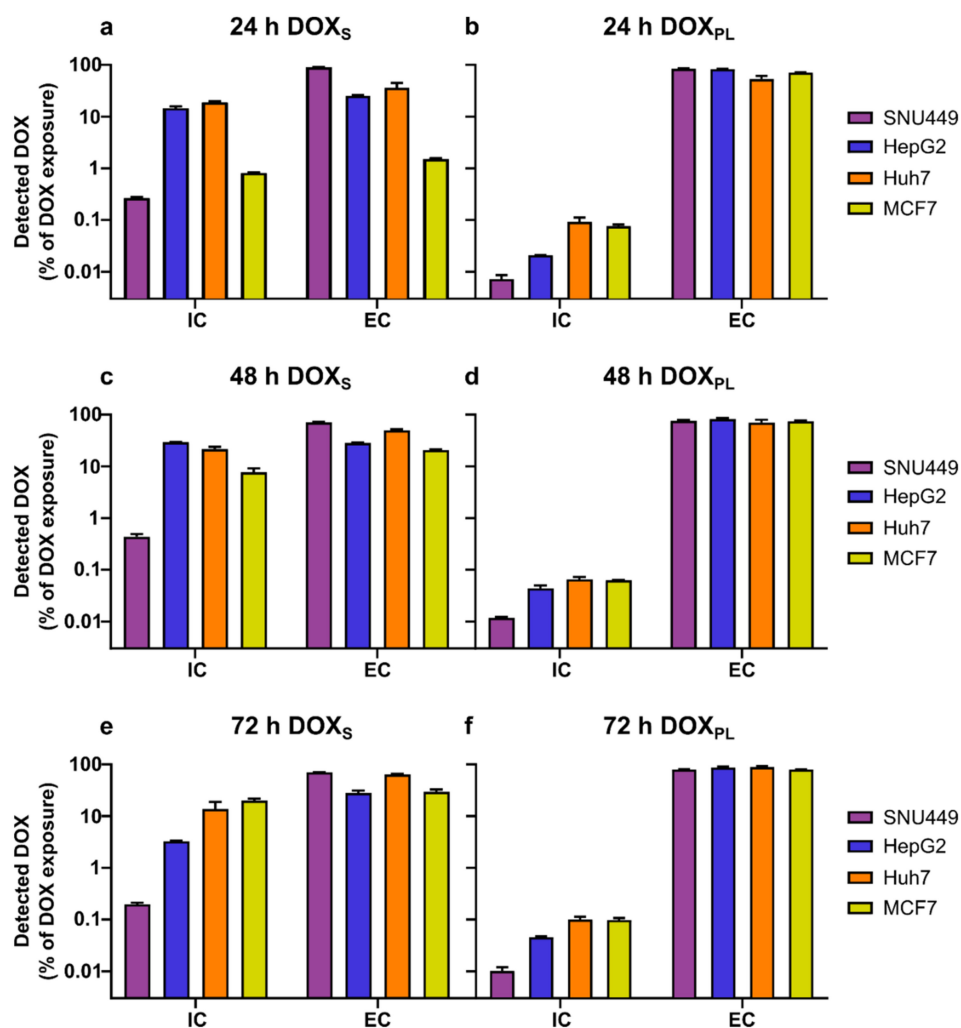 a 24 h DOXS b 24 h DOXPL
Detected DOX
(% of DOX exposure)
100
10
1
0.1
0.01
IC EC IC EC
SNU449
HepG2
Huh7
MCF7
c 48 h DOXS d 48 h DOXPL
Detected DOX
(% of DOX exposure)
100
10
1
0.1
0.01
IC EC IC EC
SNU449
HepG2
Huh7
MCF7
e 72 h DOXS f 72 h DOXPL
Detected DOX
(% of DOX exposure)
100
10
1
0.1
0.01
IC EC IC EC
SNU449
HepG2
Huh7
MCF7